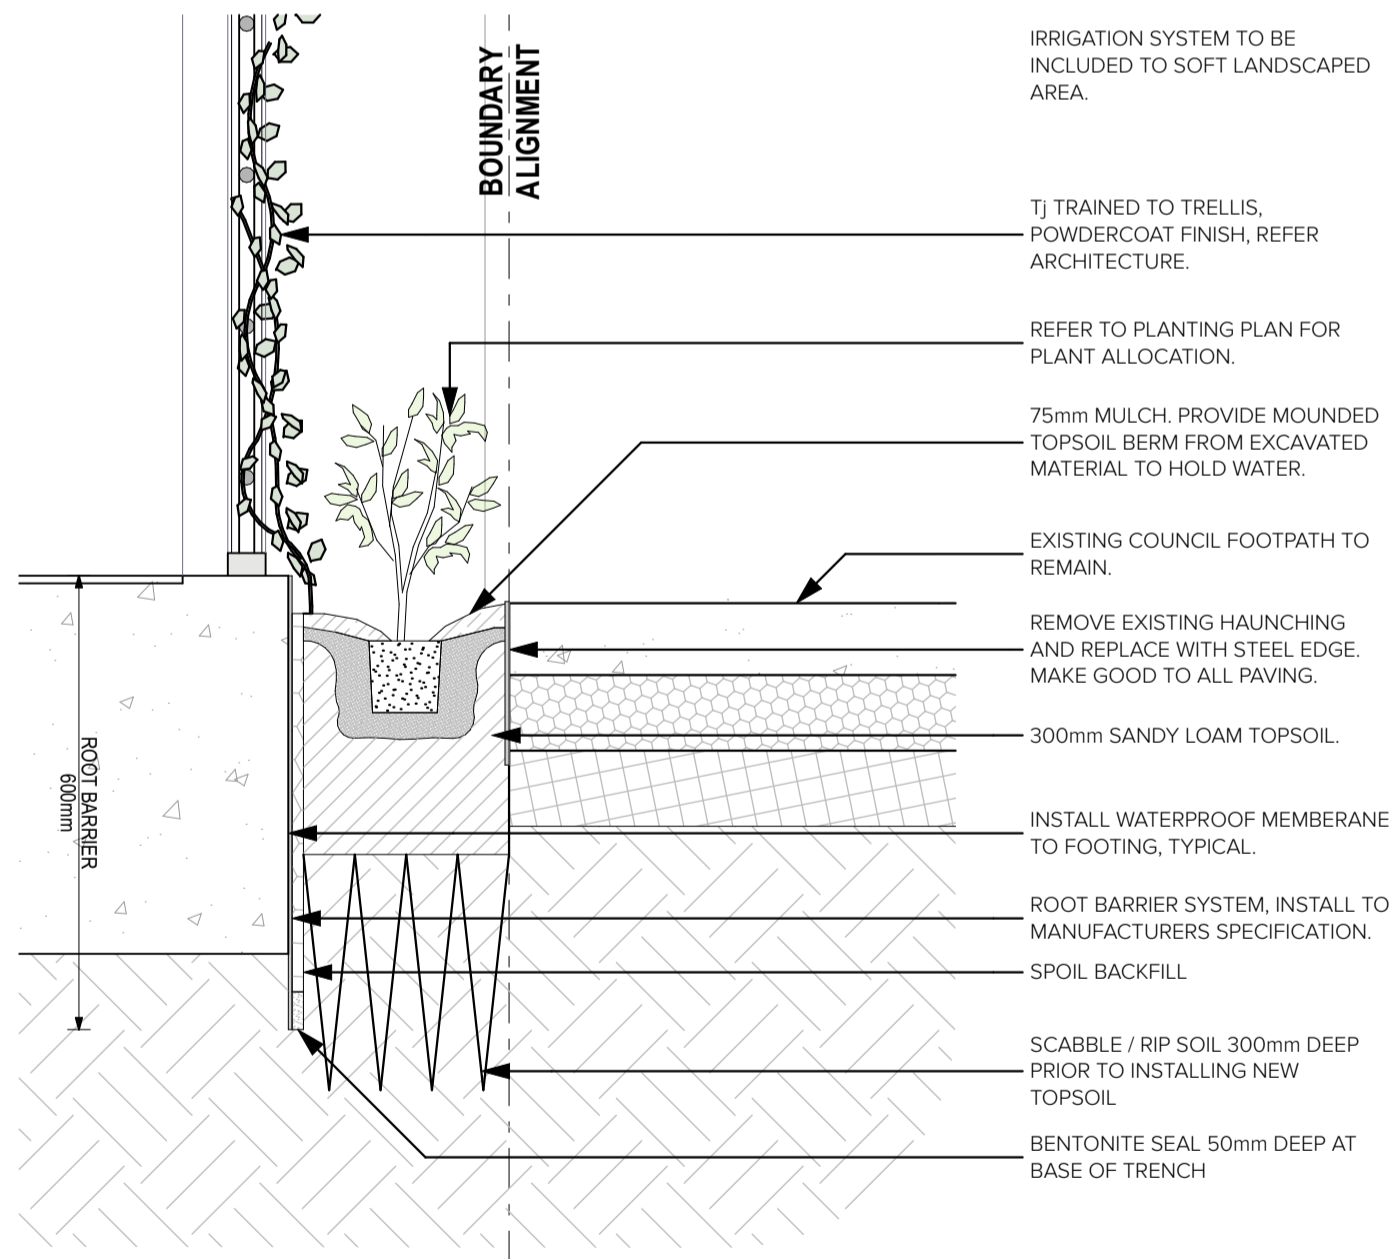 BOUNDARY
ALIGNMENT
IRRIGATION SYSTEM TO BE
INCLUDED TO SOFT LANDSCAPED
AREA.
Tj TRAINED TO TRELLIS,
POWDERCOAT FINISH, REFER
ARCHITECTURE.
REFER TO PLANTING PLAN FOR
PLANT ALLOCATION.
75mm MULCH. PROVIDE MOUNDED
TOPSOIL BERM FROM EXCAVATED
MATERIAL TO HOLD WATER.
EXISTING COUNCIL FOOTPATH TO
REMAIN.
REMOVE EXISTING HAUNCHING
AND REPLACE WITH STEEL EDGE.
MAKE GOOD TO ALL PAVING.
300mm SANDY LOAM TOPSOIL.
ROOT BARRIER
600mm
INSTALL WATERPROOF MEMBERANE
TO FOOTING, TYPICAL.
ROOT BARRIER SYSTEM, INSTALL TO
MANUFACTURERS SPECIFICATION.
SPOIL BACKFILL
SCABBLE / RIP SOIL 300mm DEEP
PRIOR TO INSTALLING NEW
TOPSOIL
BENTONITE SEAL 50mm DEEP AT
BASE OF TRENCH